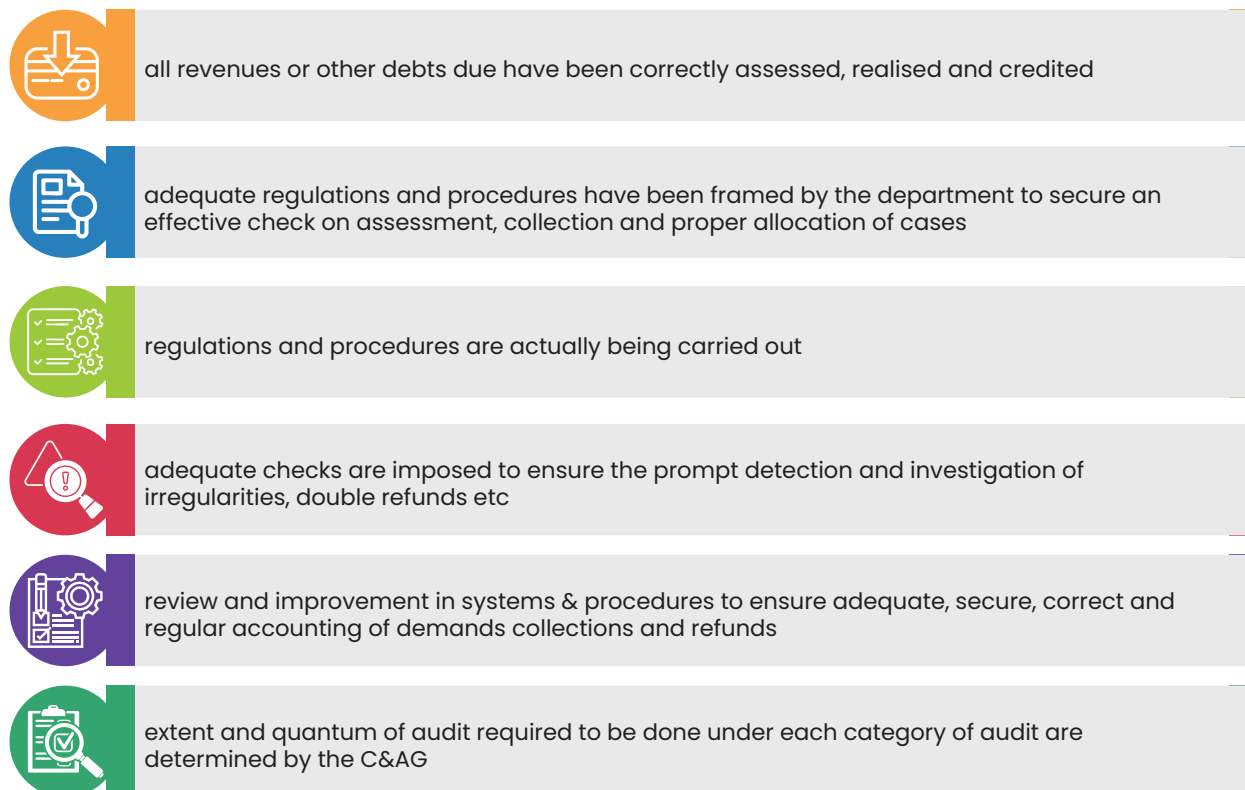 all revenues or other debts due have been correctly assessed, realised and credited
adequate regulations and procedures have been framed by the department to secure an
effective check on assessment, collection and proper allocation of cases
regulations and procedures are actually being carried out
adequate checks are imposed to ensure the prompt detection and investigation of
irregularities, double refunds etc
review and improvement in systems & procedures to ensure adequate, secure, correct and
regular accounting of demands collections and refunds
extent and quantum of audit required to be done under each category of audit are
determined by the C&AG